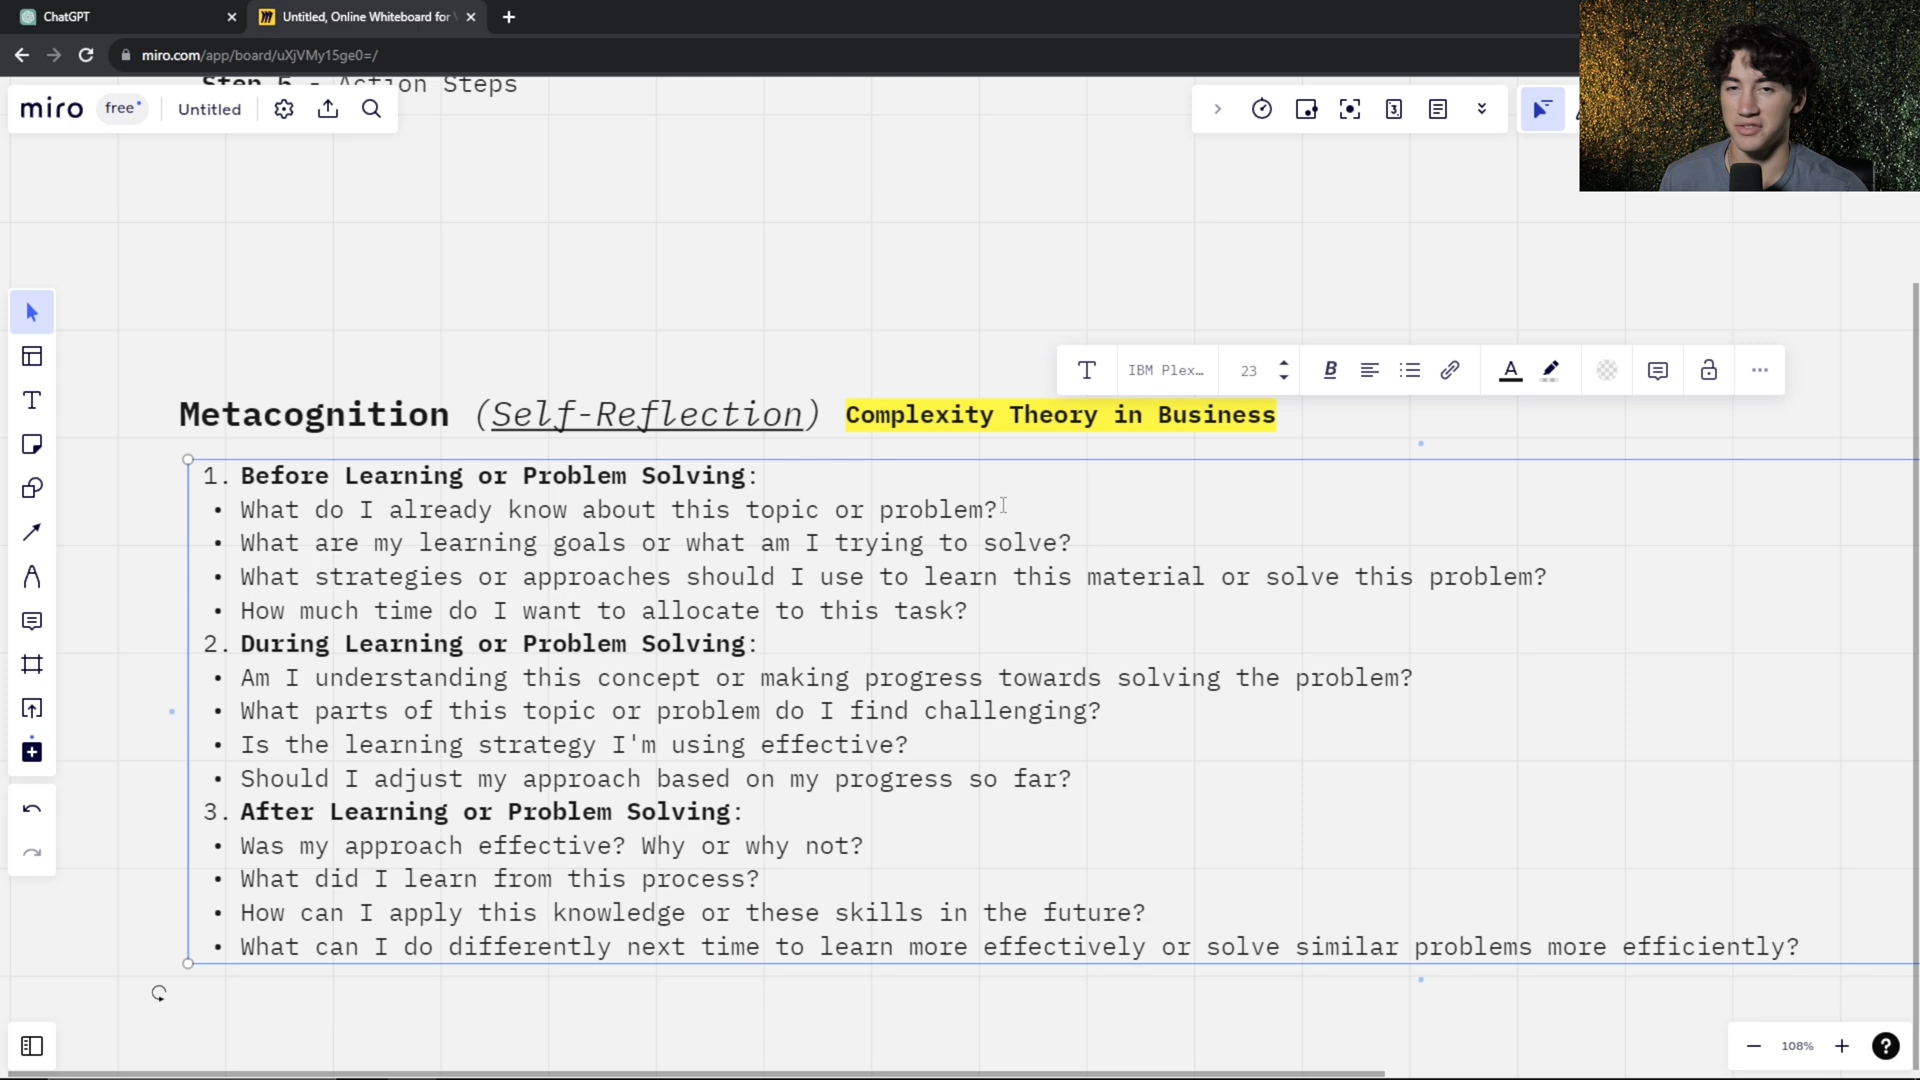 ChatGPT
Untitled, Online Whiteboard for
miro.com/app/board/uXjVMy15ge0=/
Step 5 - Action Steps
miro free Untitled
3
IBM Plex... 23 B A
Metacognition (Self-Reflection) Complexity Theory in Business
1. Before Learning or Problem Solving:
• What do I already know about this topic or problem?
• What are my learning goals or what am I trying to solve?
• What strategies or approaches should I use to learn this material or solve this problem?
• How much time do I want to allocate to this task?
2. During Learning or Problem Solving:
• Am I understanding this concept or making progress towards solving the problem?
• What parts of this topic or problem do I find challenging?
• Is the learning strategy I'm using effective?
• Should I adjust my approach based on my progress so far?
3. After Learning or Problem Solving:
• Was my approach effective? Why or why not?
• What did I learn from this process?
• How can I apply this knowledge or these skills in the future?
• What can I do differently next time to learn more effectively or solve similar problems more efficiently?
108%